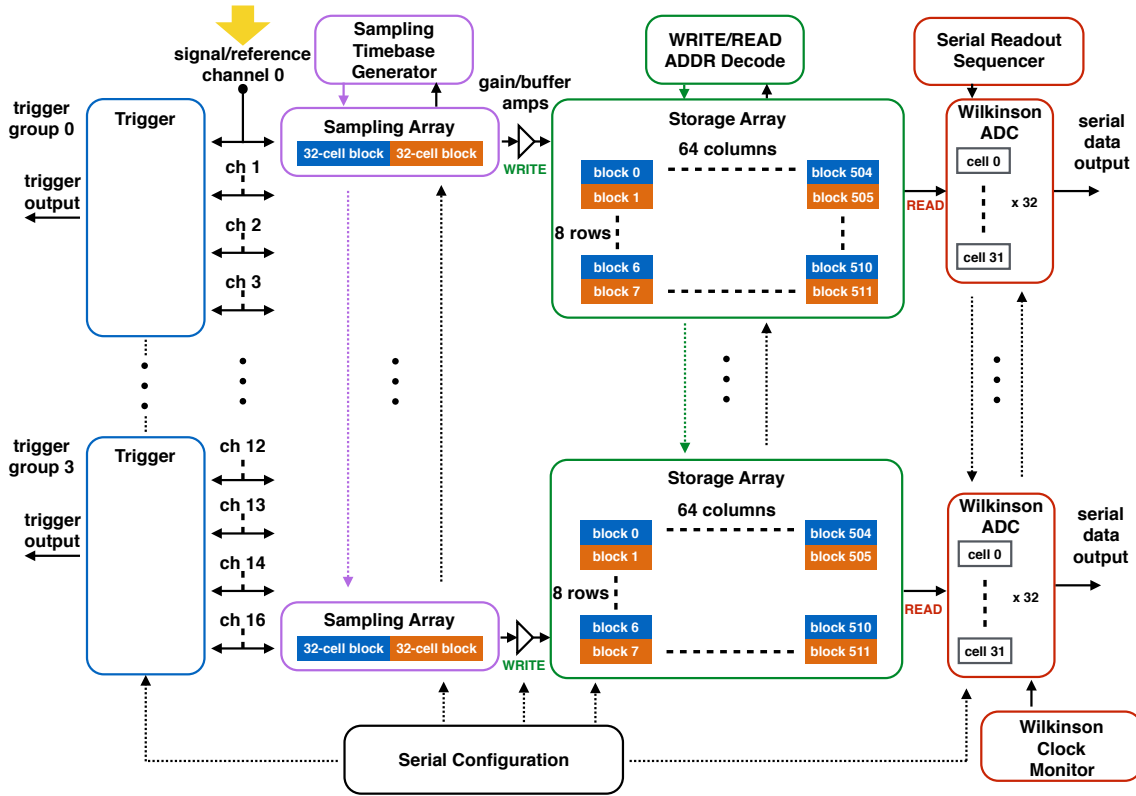 signal/reference
channel 0
Sampling
Timebase
Generator
WRITE/READ
ADDR Decode
Serial Readout
Sequencer
trigger
group 0
Trigger
gain/buffer
amps
Sampling Array
32-cell block 32-cell block
WRITE
Storage Array
64 columns
block 0
block 1
8 rows
block 6
block 7
block 504
block 505
block 510
block 511
READ
Wilkinson
ADC
cell 0
x 32
cell 31
serial
data
output
trigger
output
ch 1
ch 2
ch 3
trigger
group 3
Trigger
trigger
output
ch 12
ch 13
ch 14
ch 16
Sampling Array
32-cell block 32-cell block
WRITE
Storage Array
64 columns
block 0
block 1
8 rows
block 6
block 7
block 504
block 505
block 510
block 511
READ
Wilkinson
ADC
cell 0
x 32
cell 31
serial
data
output
Serial Configuration
Wilkinson
Clock
Monitor